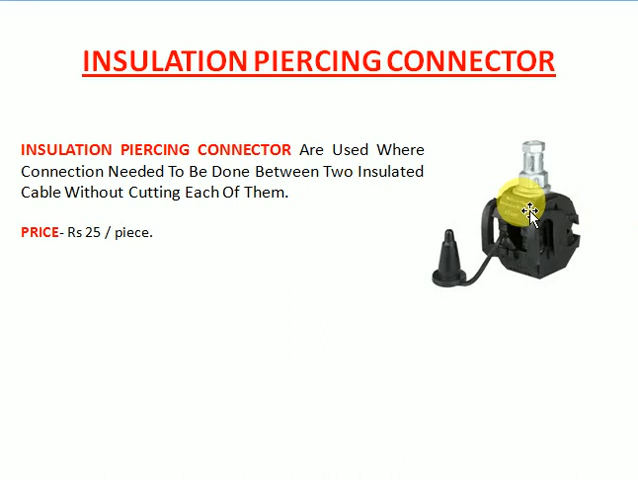 INSULATION PIERCING CONNECTOR
INSULATION PIERCING CONNECTOR Are Used Where
Connection Needed To Be Done Between Two Insulated
Cable Without Cutting Each Of Them.
PRICE- Rs 25 / piece.